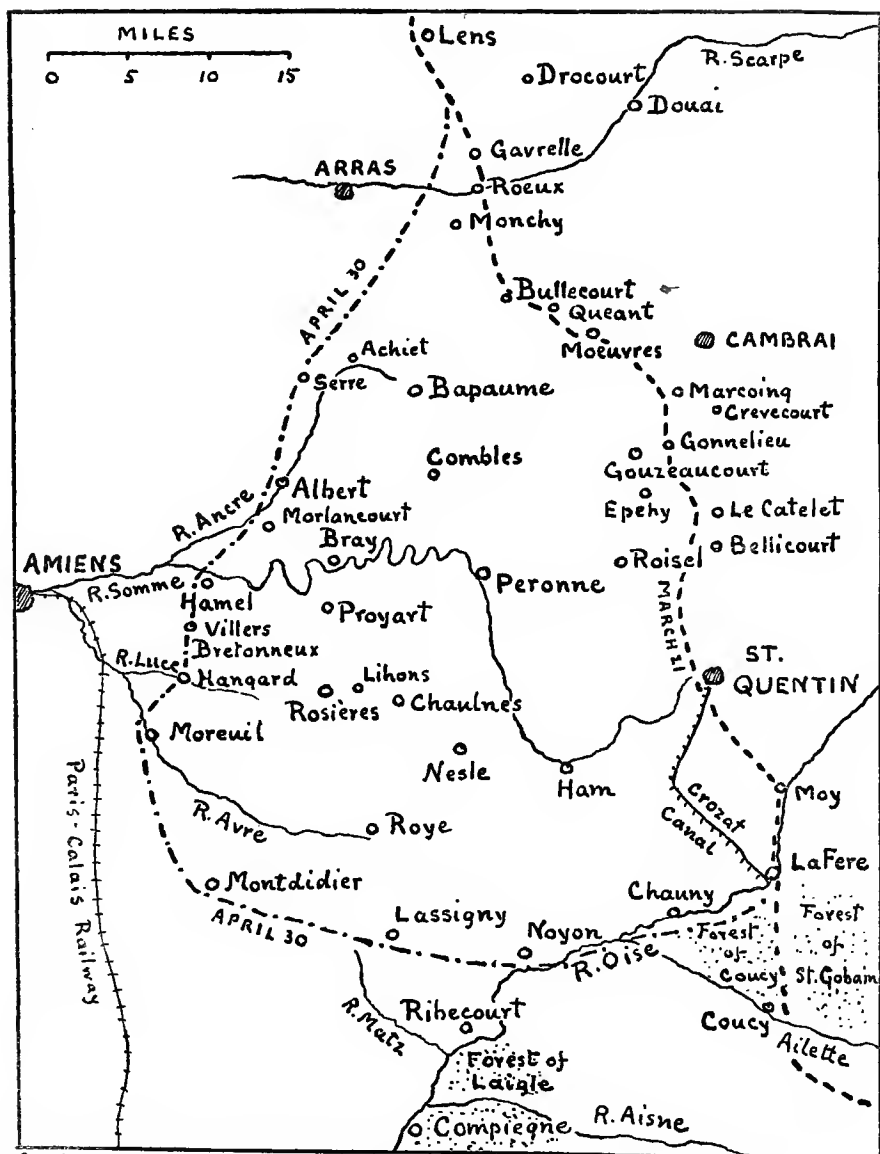 MILES
0 5 10 15
Lens
R. Scarpe
Drocourt
Douai
Gavrelle
ARRAS
Roeux
Monchy
APRIL 30
Bullecourt
Queant
Moeuvres
CAMBRAI
Achiet
Serre
Bapaume
Marcoing
Crevecourt
Gonnelieu
Combles
Gouzeaucourt
Albert
Epehy
Le Catelet
R. Ancre
Morlancourt
Bray
Roisel
Bellicourt
AMIENS
R. Somme
Hamel
Peronne
MARCH 21
Proyart
Villers
Bretonneux
R. Luce
Hangard
Lihons
Rosières
Chaulnes
ST.
QUENTIN
Moreuil
Nesle
Ham
Moy
Paris-Calais Railway
R. Avre
Roye
Crozat
Canal
La Fere
Montdidier
Chauny
APRIL 30
Lassigny
Noyon
R. Oise
Forest
of
Coucy
Forest
of
St. Gobain
R. Matz
Ribecourt
Coucy
Ailette
Forest of
Laigle
Compiegne
R. Aisne